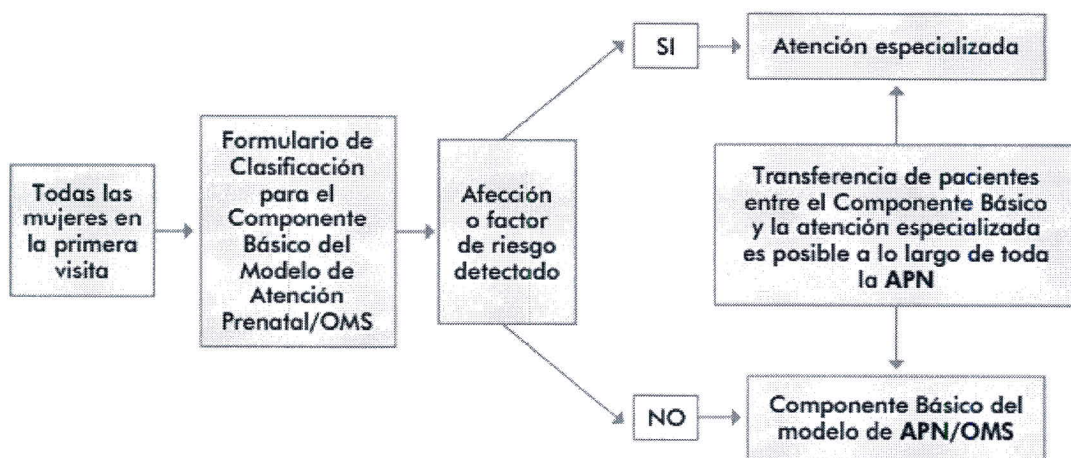 Todas las
mujeres en
la primera
visita
Formulario de
Clasificación
para el
Componente
Básico del
Modelo de
Atención
Prenatal/OMS
Afección
o factor
de riesgo
detectado
SI
Atención especializada
Transferencia de pacientes
entre el Componente Básico
y la atención especializada
es posible a lo largo de toda
la APN
NO
Componente Básico del
modelo de APN/OMS